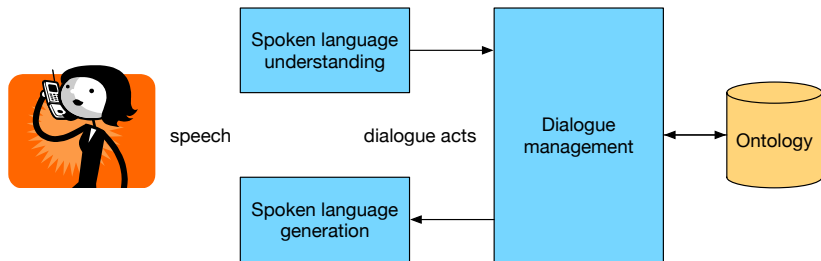 Spoken language
understanding
speech
dialogue acts
Dialogue
management
Ontology
Spoken language
generation